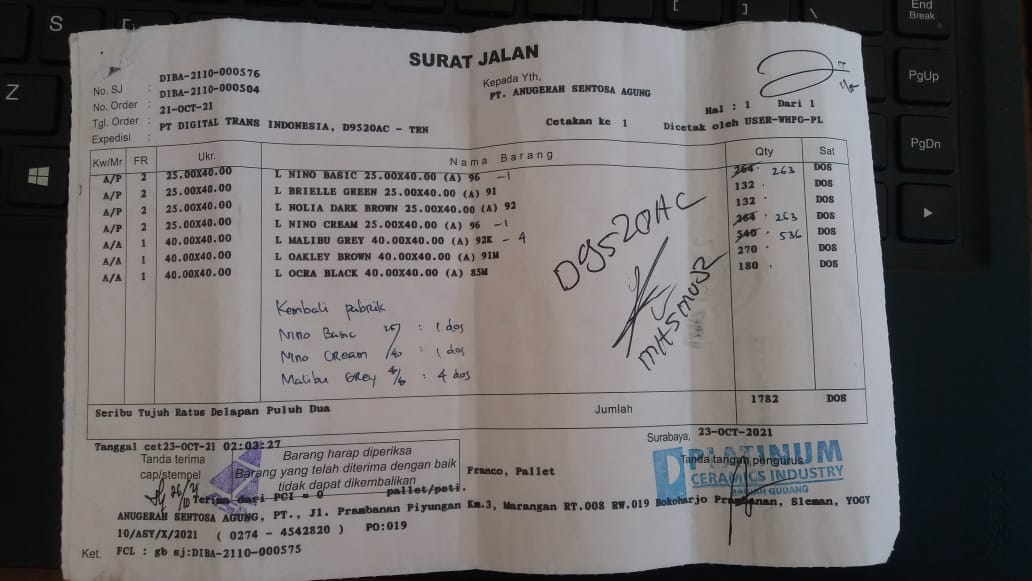 S
[
]
\
End
Break
Z
PgUp
PgDn
SURAT JALAN
No. SJ : DIBA-2110-000576
No. Order : DIBA-2110-000504
Tgl. Order : 21-OCT-21
Expedisi : PT DIGITAL TRANS INDONESIA, D9520AC - TRN
Kepada Yth,
PT. ANUGERAH SENTOSA AGUNG
Cetakan ke 1
Hal : 1 Dari 1
Dicetak oleh USER-WHFG-PL
Kw/Mr FR Ukr. Nama Barang Qty Sat
A/P 2 25.00X40.00 L NINO BASIC 25.00X40.00 (A) 96 -1 264 263 DOS
A/P 2 25.00X40.00 L BRIELLE GREEN 25.00X40.00 (A) 91 132 DOS
A/P 2 25.00X40.00 L NOLIA DARK BROWN 25.00X40.00 (A) 92 132 DOS
A/P 2 25.00X40.00 L NINO CREAM 25.00X40.00 (A) 96 -1 264 263 DOS
A/A 1 40.00X40.00 L MALIBU GREY 40.00X40.00 (A) 92K - 4 540 536 DOS
A/A 1 40.00X40.00 L OAKLEY BROWN 40.00X40.00 (A) 91M 270 DOS
A/A 1 40.00X40.00 L OCRA BLACK 40.00X40.00 (A) 85M 180 DOS
D9520AC
Kembali pabrik
Nino Basic : 1 dos
Nino Cream : 1 dos
Malibu Grey : 4 dos
Seribu Tujuh Ratus Delapan Puluh Dua
Jumlah 1782 DOS
Tanggal cet23-OCT-21 02:03:27
Surabaya, 23-OCT-2021
Tanda terima
cap/stempel
Barang harap diperiksa
Barang yang telah diterima dengan baik
tidak dapat dikembalikan
Franco, Pallet
Tanda tangan pengurus
PLATINUM
CERAMICS INDUSTRY
GUDANG
Terima dari PCI = 0 pallet/peti.
ANUGERAH SENTOSA AGUNG, PT., Jl. Prambanan Piyungan Km.3, Marangan RT.008 RW.019 Bokoharjo Prambanan, Sleman, YOGY
10/ASY/X/2021 ( 0274 - 4542820 ) PO:019
Ket. FCL : gb sj:DIBA-2110-000575